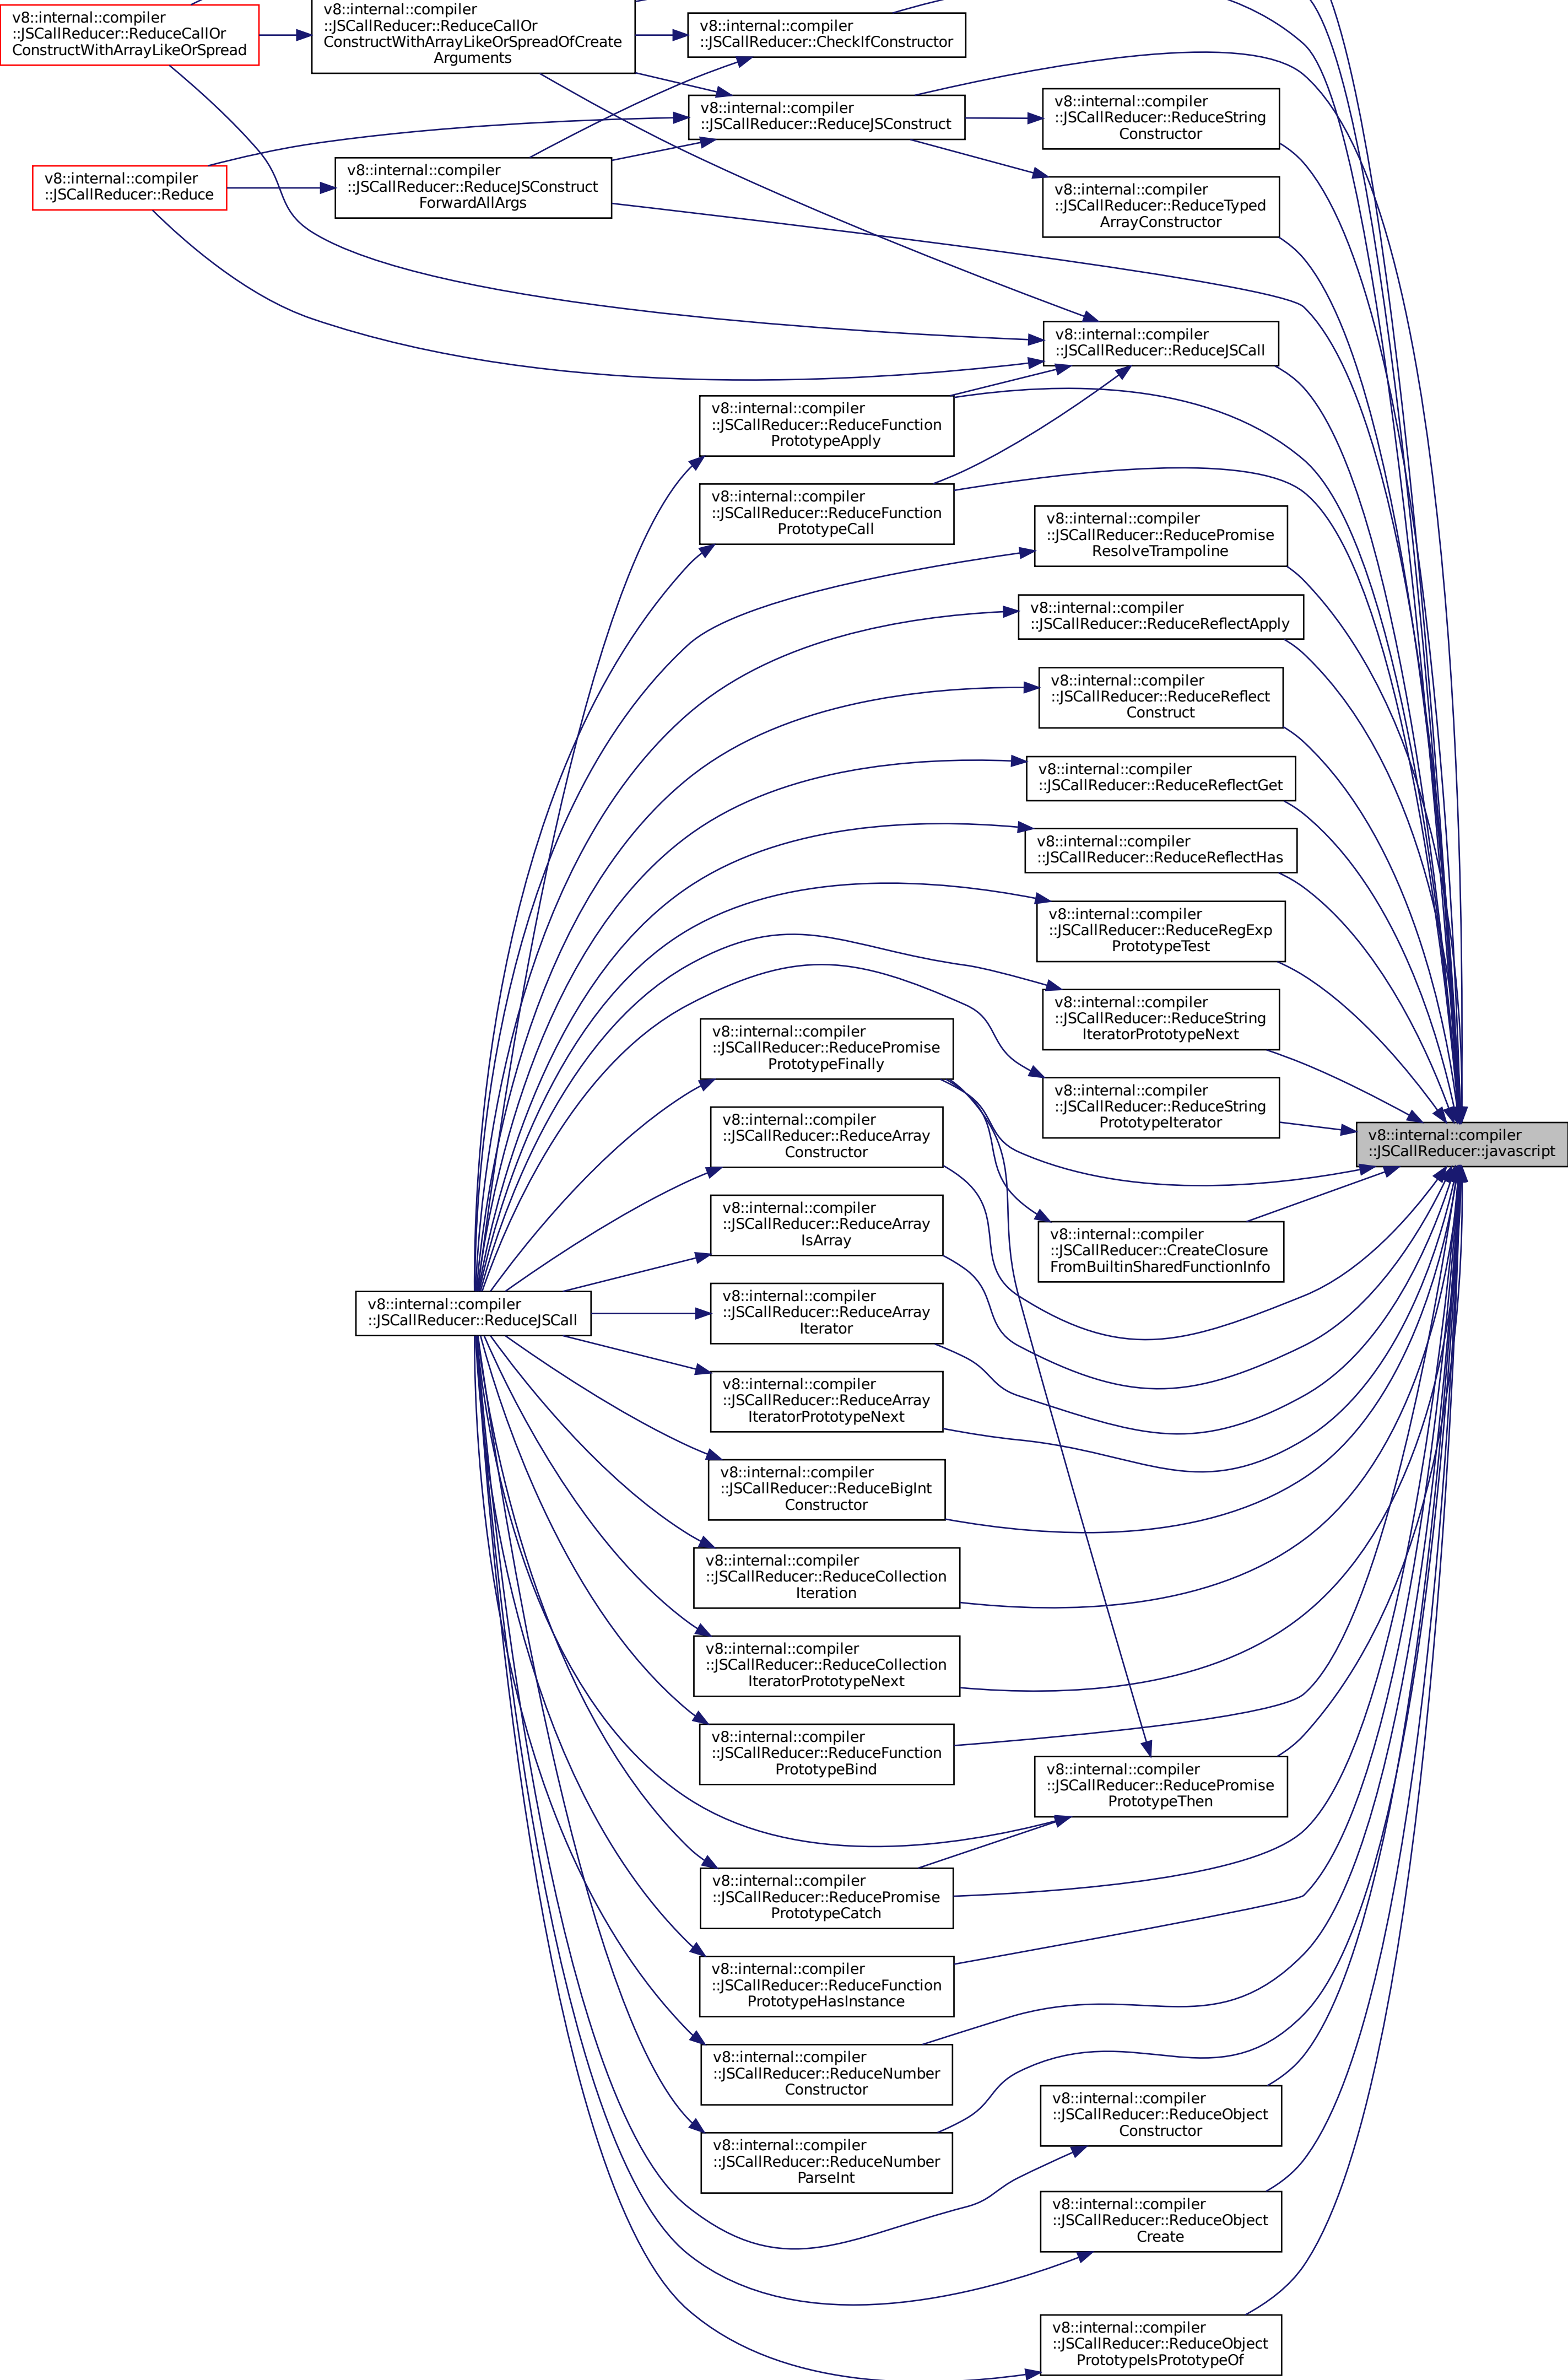 v8::internal::compiler
::JSCallReducer::ReduceCallOr
ConstructWithArrayLikeOrSpread
v8::internal::compiler
::JSCallReducer::ReduceCallOr
ConstructWithArrayLikeOrSpreadOfCreate
Arguments
v8::internal::compiler
::JSCallReducer::CheckIfConstructor
v8::internal::compiler
::JSCallReducer::ReduceJSConstruct
v8::internal::compiler
::JSCallReducer::ReduceString
Constructor
v8::internal::compiler
::JSCallReducer::Reduce
v8::internal::compiler
::JSCallReducer::ReduceJSConstruct
ForwardAllArgs
v8::internal::compiler
::JSCallReducer::ReduceTyped
ArrayConstructor
v8::internal::compiler
::JSCallReducer::ReduceJSCall
v8::internal::compiler
::JSCallReducer::ReduceFunction
PrototypeApply
v8::internal::compiler
::JSCallReducer::ReduceFunction
PrototypeCall
v8::internal::compiler
::JSCallReducer::ReducePromise
ResolveTrampoline
v8::internal::compiler
::JSCallReducer::ReduceReflectApply
v8::internal::compiler
::JSCallReducer::ReduceReflect
Construct
v8::internal::compiler
::JSCallReducer::ReduceReflectGet
v8::internal::compiler
::JSCallReducer::ReduceReflectHas
v8::internal::compiler
::JSCallReducer::ReduceRegExp
PrototypeTest
v8::internal::compiler
::JSCallReducer::ReduceString
IteratorPrototypeNext
v8::internal::compiler
::JSCallReducer::ReducePromise
PrototypeFinally
v8::internal::compiler
::JSCallReducer::ReduceString
PrototypeIterator
v8::internal::compiler
::JSCallReducer::javascript
v8::internal::compiler
::JSCallReducer::ReduceArray
Constructor
v8::internal::compiler
::JSCallReducer::ReduceArray
IsArray
v8::internal::compiler
::JSCallReducer::CreateClosure
FromBuiltinSharedFunctionInfo
v8::internal::compiler
::JSCallReducer::ReduceJSCall
v8::internal::compiler
::JSCallReducer::ReduceArray
Iterator
v8::internal::compiler
::JSCallReducer::ReduceArray
IteratorPrototypeNext
v8::internal::compiler
::JSCallReducer::ReduceBigInt
Constructor
v8::internal::compiler
::JSCallReducer::ReduceCollection
Iteration
v8::internal::compiler
::JSCallReducer::ReduceCollection
IteratorPrototypeNext
v8::internal::compiler
::JSCallReducer::ReduceFunction
PrototypeBind
v8::internal::compiler
::JSCallReducer::ReducePromise
PrototypeThen
v8::internal::compiler
::JSCallReducer::ReducePromise
PrototypeCatch
v8::internal::compiler
::JSCallReducer::ReduceFunction
PrototypeHasInstance
v8::internal::compiler
::JSCallReducer::ReduceNumber
Constructor
v8::internal::compiler
::JSCallReducer::ReduceObject
Constructor
v8::internal::compiler
::JSCallReducer::ReduceNumber
ParseInt
v8::internal::compiler
::JSCallReducer::ReduceObject
Create
v8::internal::compiler
::JSCallReducer::ReduceObject
PrototypeIsPrototypeOf